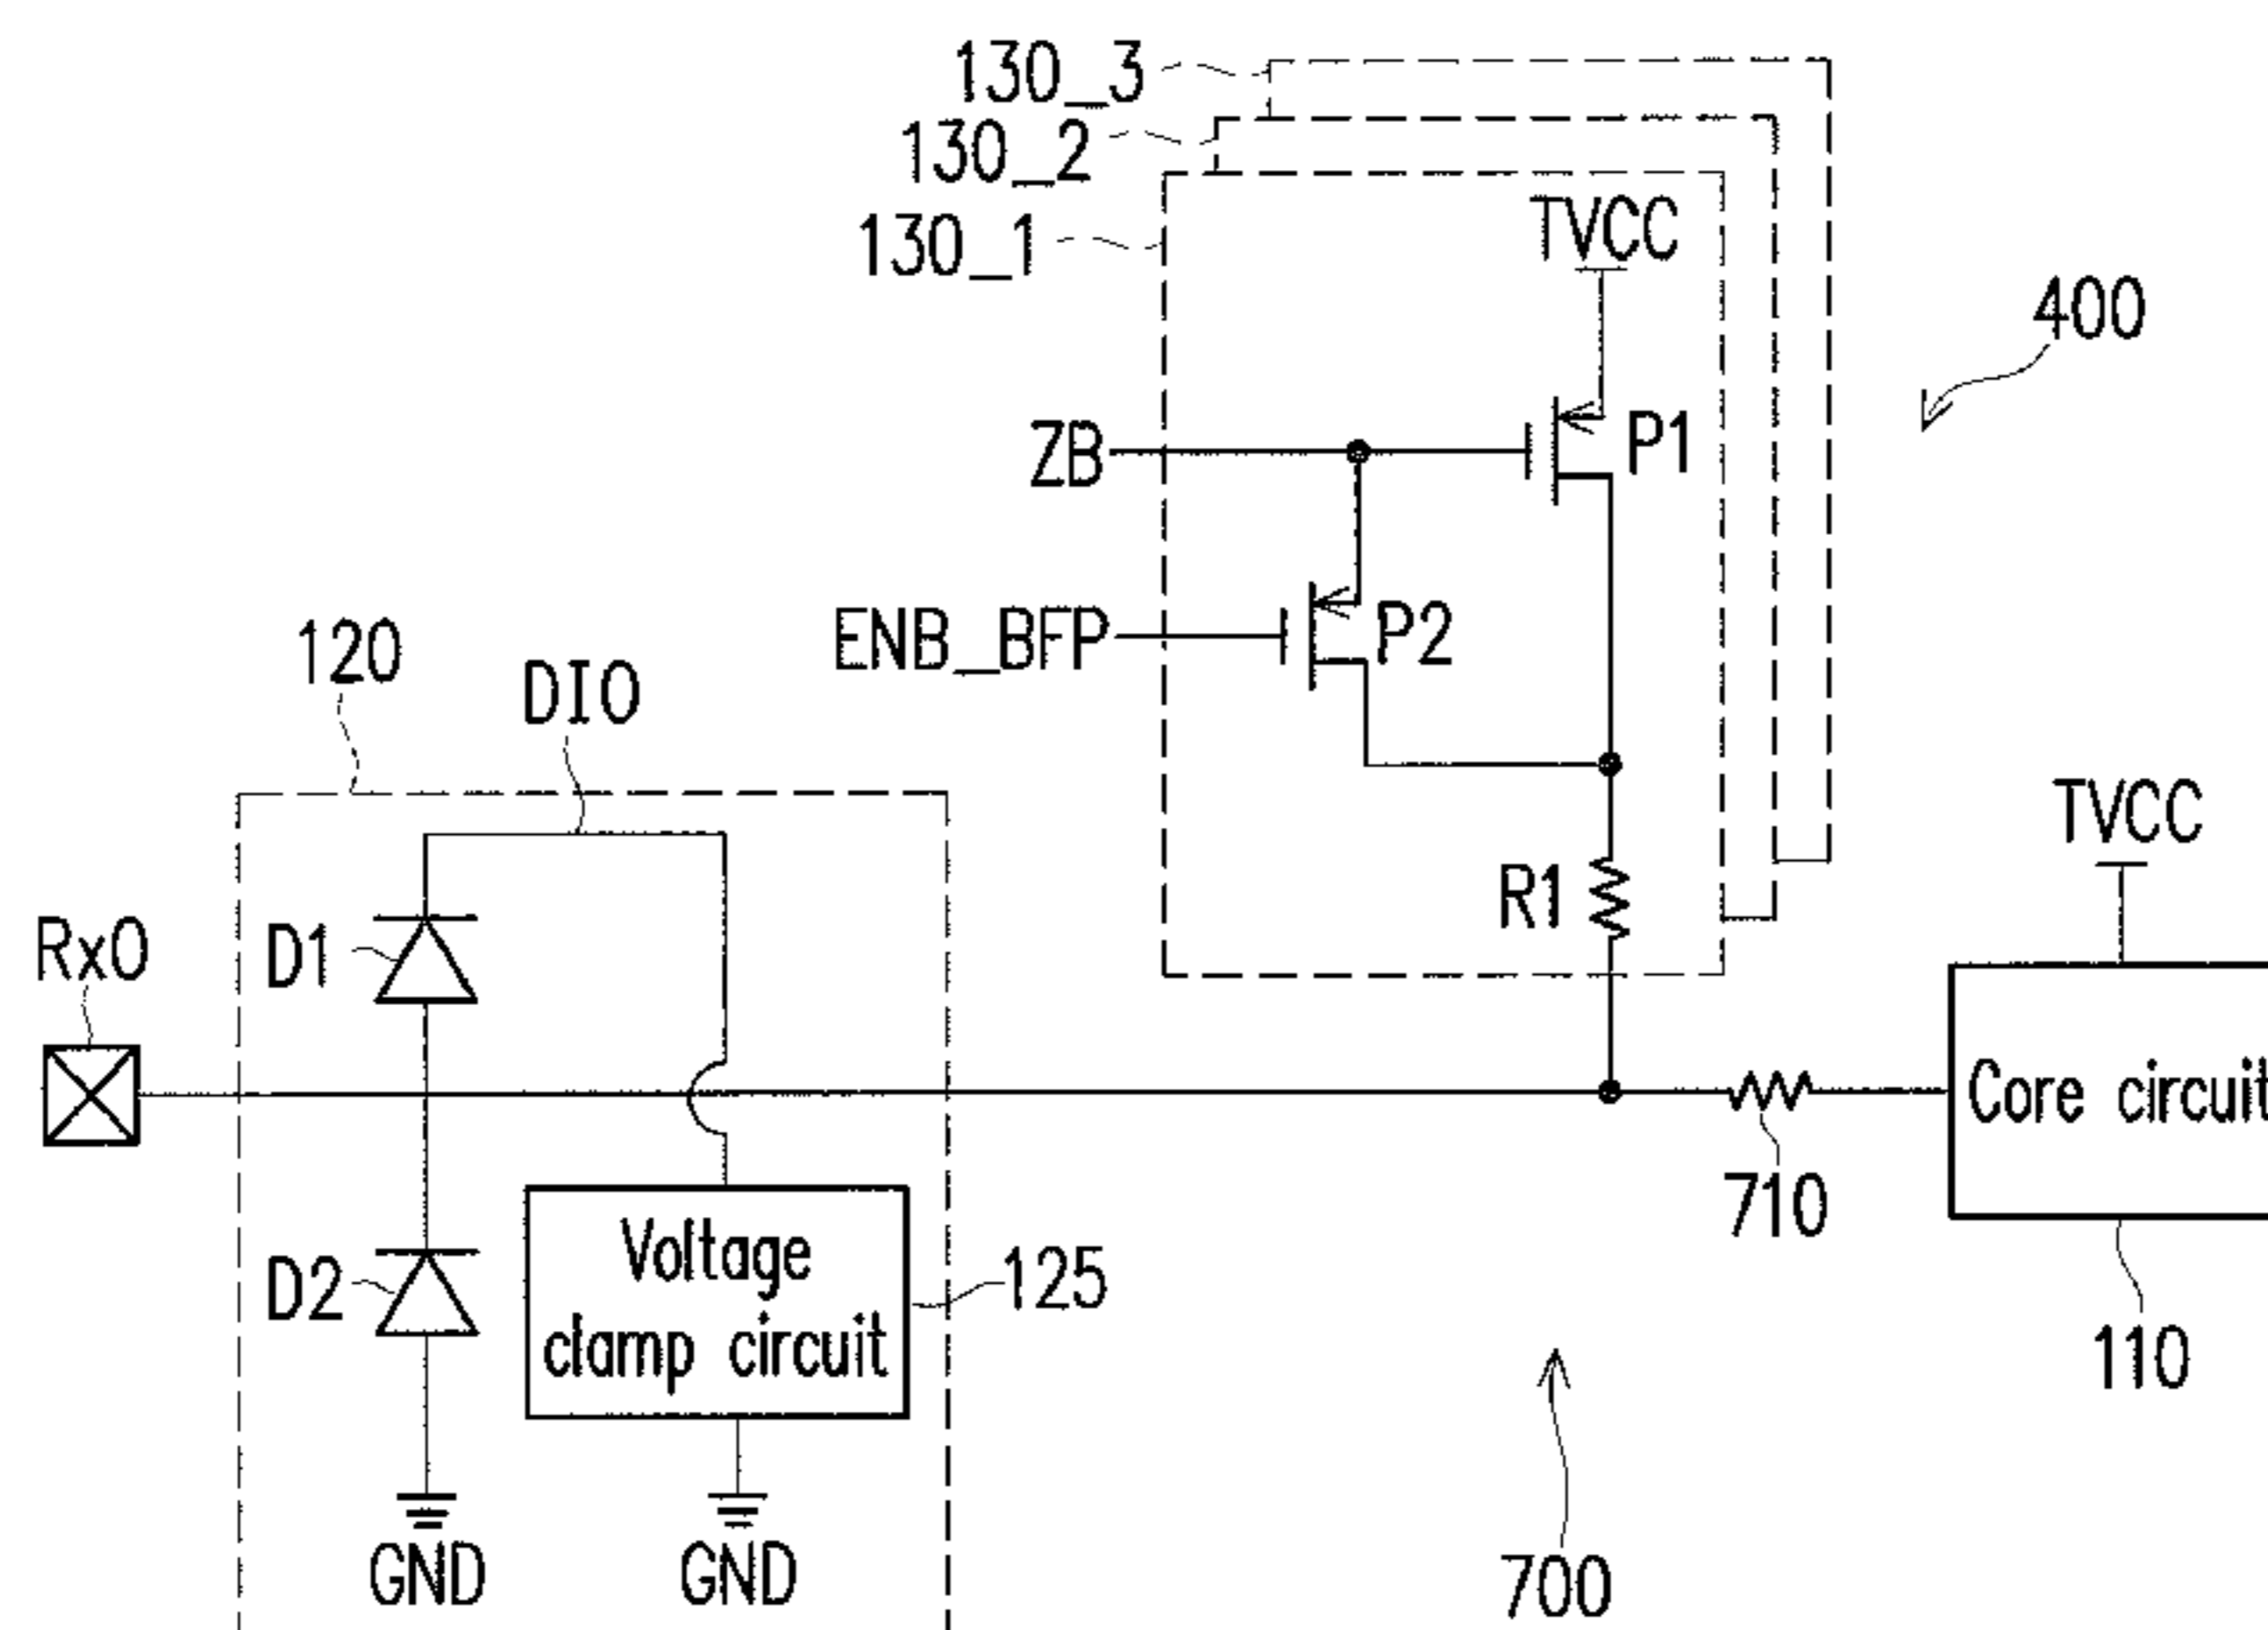 130_3
130_2
130_1
TVCC
400
ZB
P1
ENB_BFP
P2
120
DIO
TVCC
R1
Rx0
D1
Core circuit
710
D2
Voltage
clamp circuit
125
110
GND
GND
700